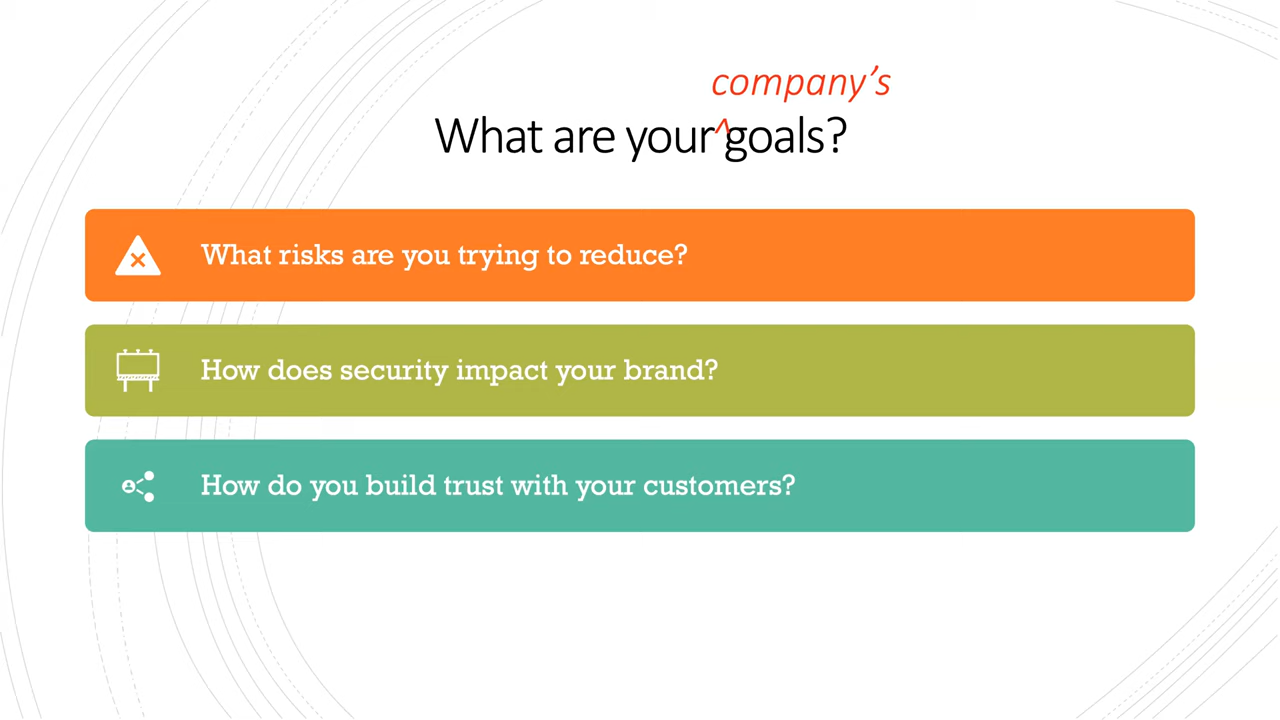 company's
What are your^goals?
What risks are you trying to reduce?
How does security impact your brand?
How do you build trust with your customers?